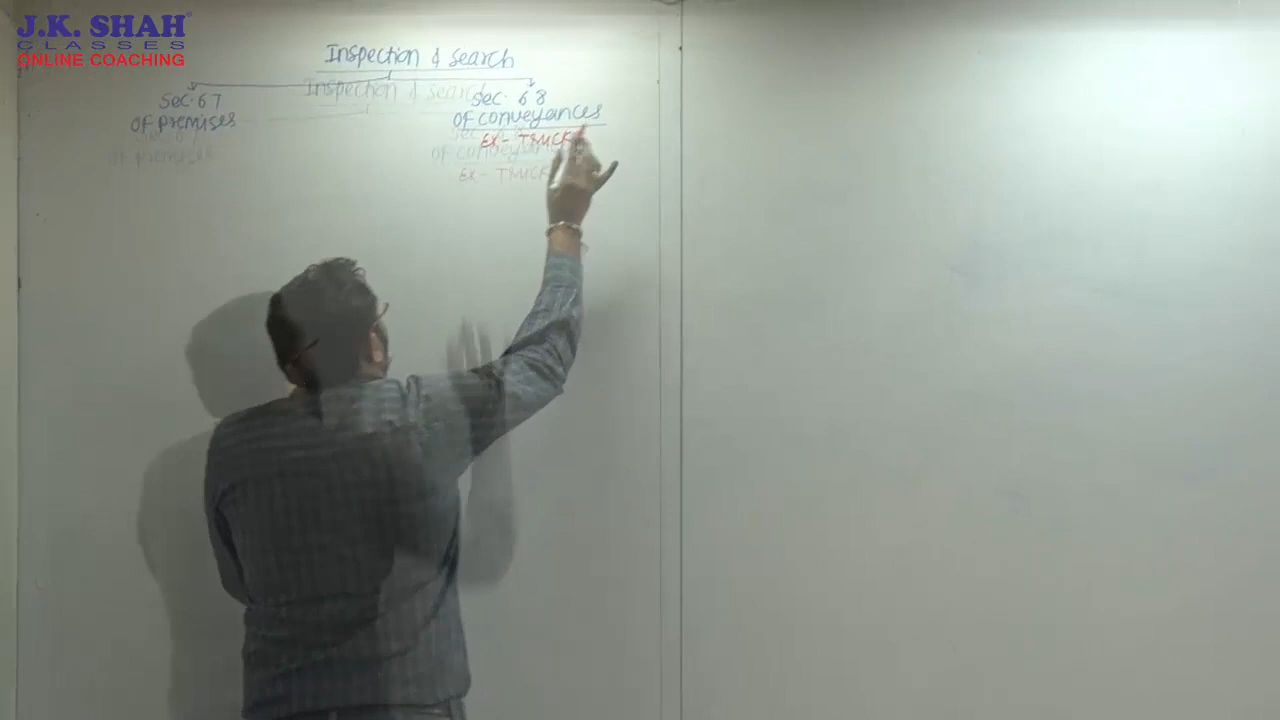 J.K. SHAH®
CLASSES
ONLINE COACHING
Inspection & Search
Sec. 67
of premises
Sec. 68
of conveyances
Ex- TRUCK